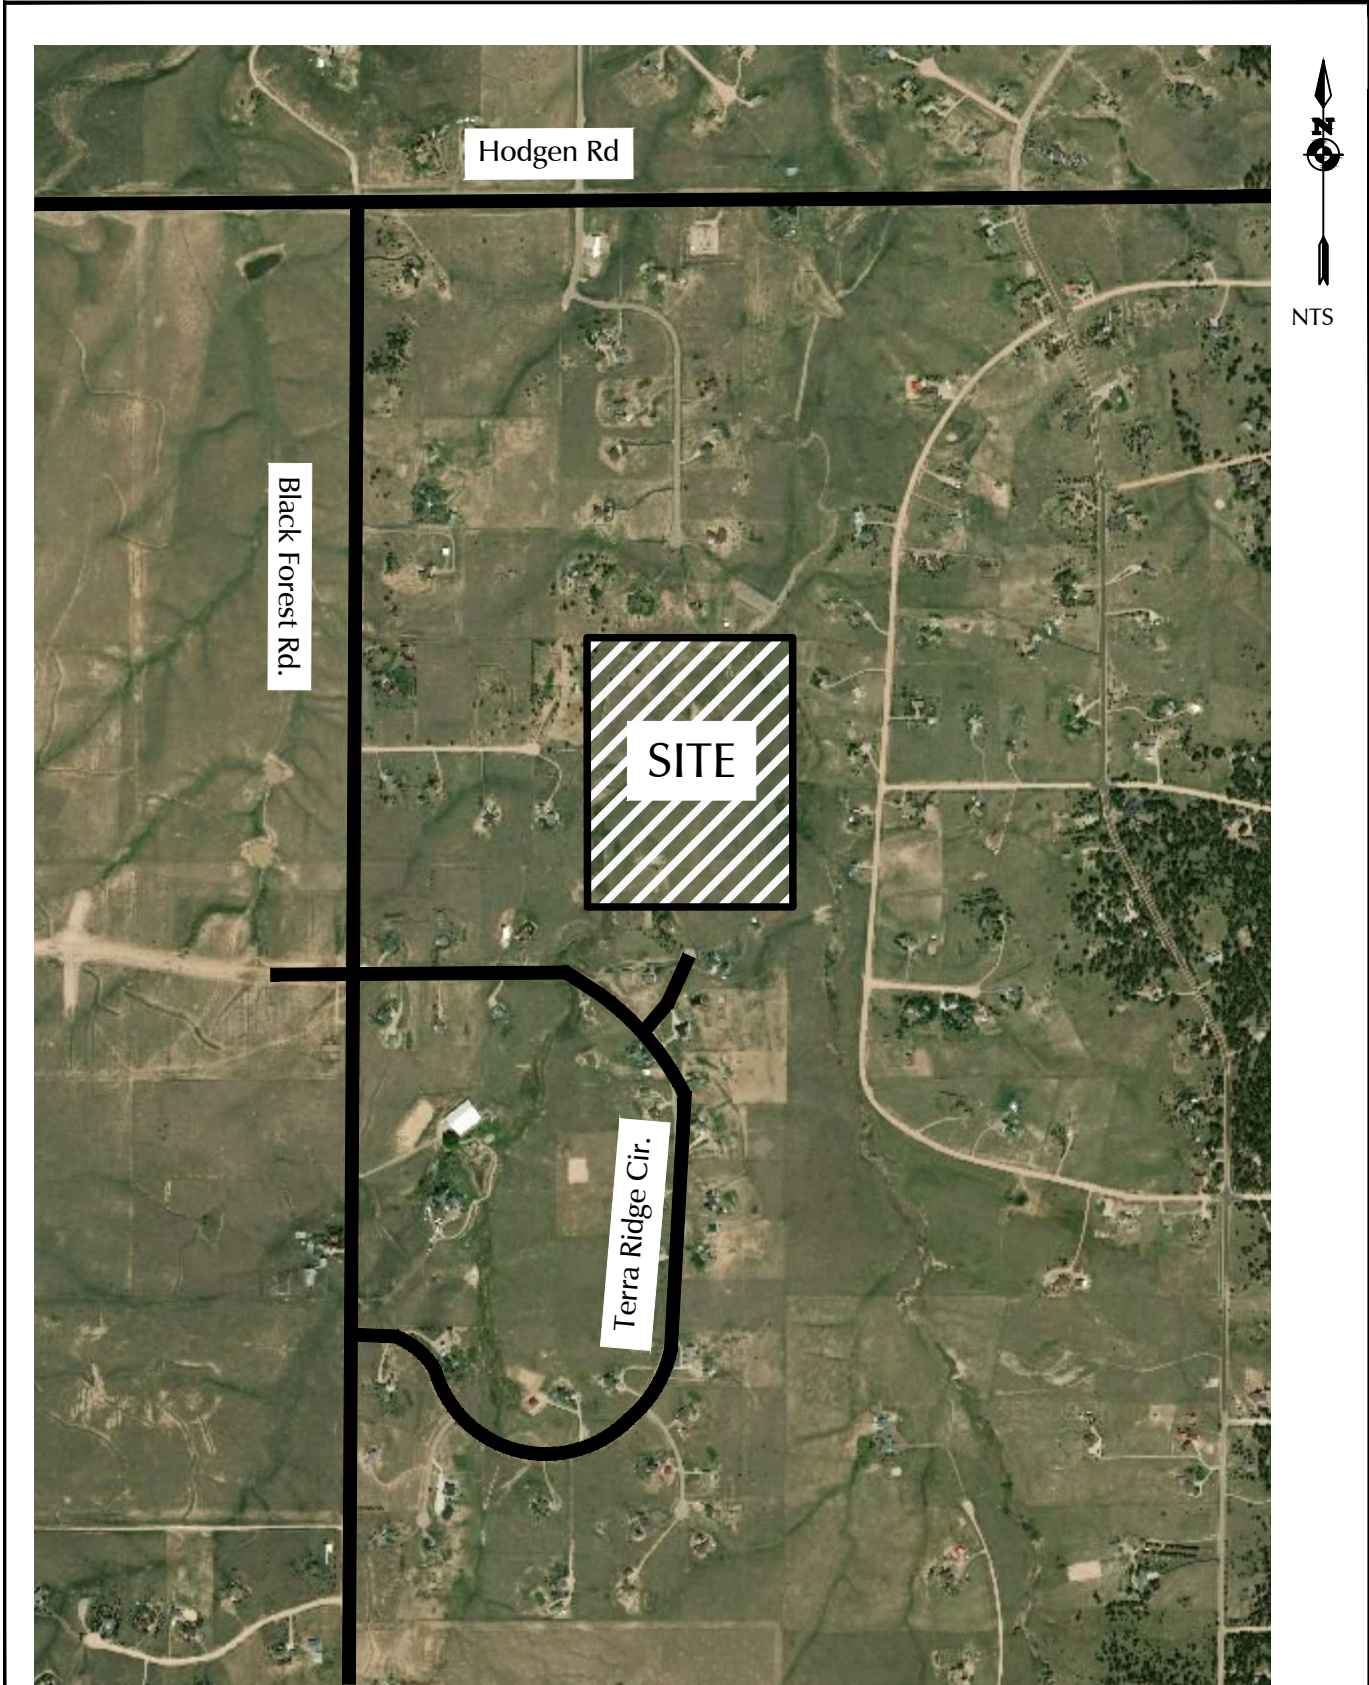 Hodgen Rd
N
NTS
Black Forest Rd.
SITE
Terra Ridge Cir.